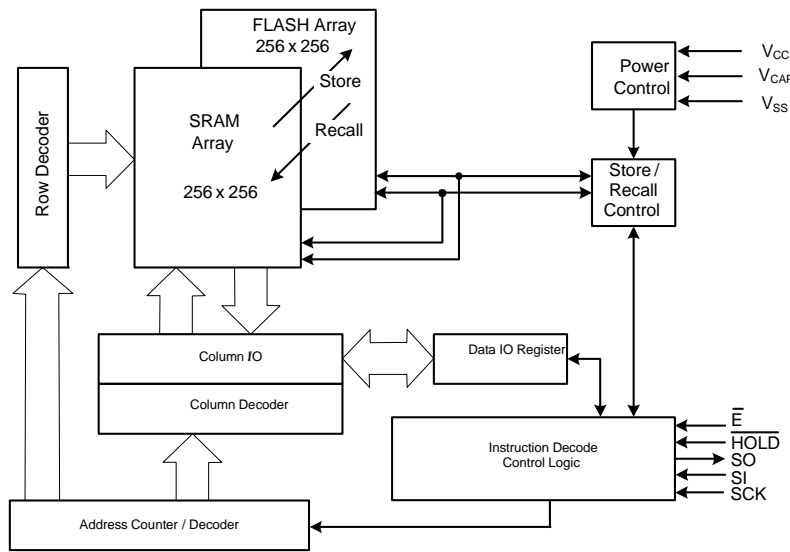 FLASH Array
256 x 256
Store
Recall
SRAM
Array
256 x 256
Row Decoder
Power
Control
VCC
VCAP
VSS
Store /
Recall
Control
Column I/O
Column Decoder
Data IO Register
Instruction Decode
Control Logic
E
HOLD
SO
SI
SCK
Address Counter / Decoder